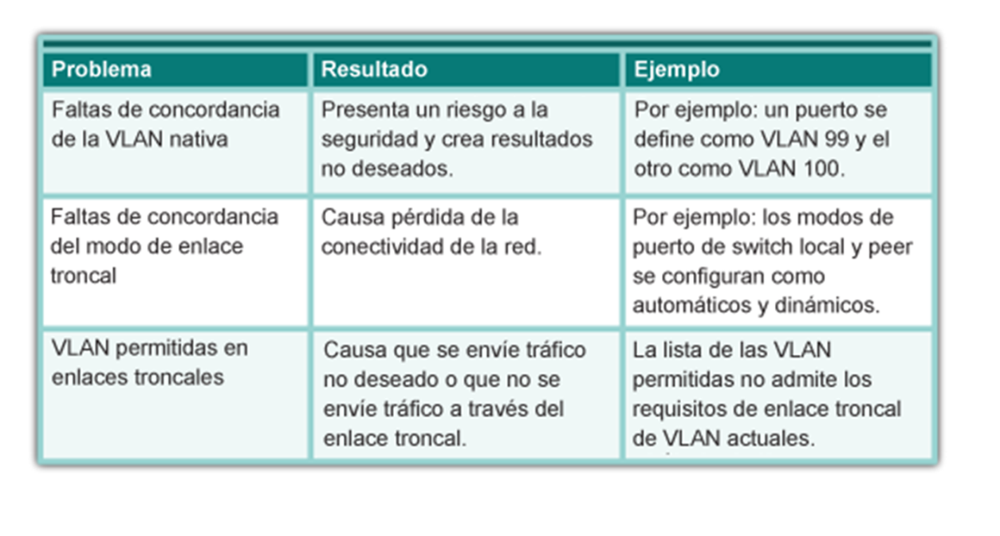 Problema
Resultado
Ejemplo
Faltas de concordancia
de la VLAN nativa
Presenta un riesgo a la
seguridad y crea resultados
no deseados.
Por ejemplo: un puerto se
define como VLAN 99 y el
otro como VLAN 100.
Faltas de concordancia
del modo de enlace
troncal
Causa pérdida de la
conectividad de la red.
Por ejemplo: los modos de
puerto de switch local y peer
se configuran como
automáticos y dinámicos.
VLAN permitidas en
enlaces troncales
Causa que se envíe tráfico
no deseado o que no se
envíe tráfico a través del
enlace troncal.
La lista de las VLAN
permitidas no admite los
requisitos de enlace troncal
de VLAN actuales.